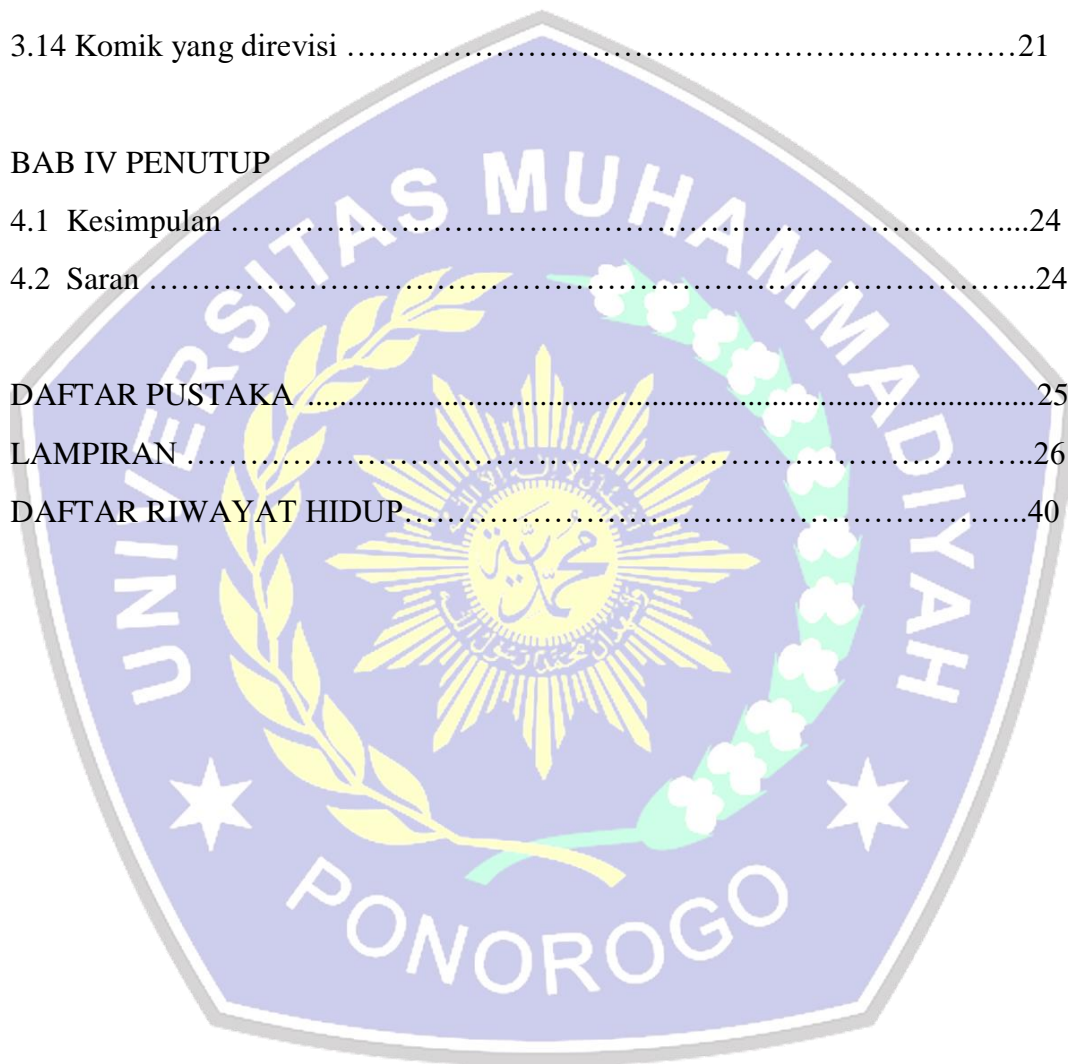 3.14 Komik yang direvisi ………………………………………………………21
BAB IV PENUTUP
4.1  Kesimpulan ………………………………………………………………....24
4.2  Saran ………………………………………………………………………...24
DAFTAR PUSTAKA ............................................................................................25
LAMPIRAN ……………………………………………………………………..26
DAFTAR RIWAYAT HIDUP…………………………………………………..40
UNIVERSITAS MUHAMMADIYAH
PONOROGO
محمدية